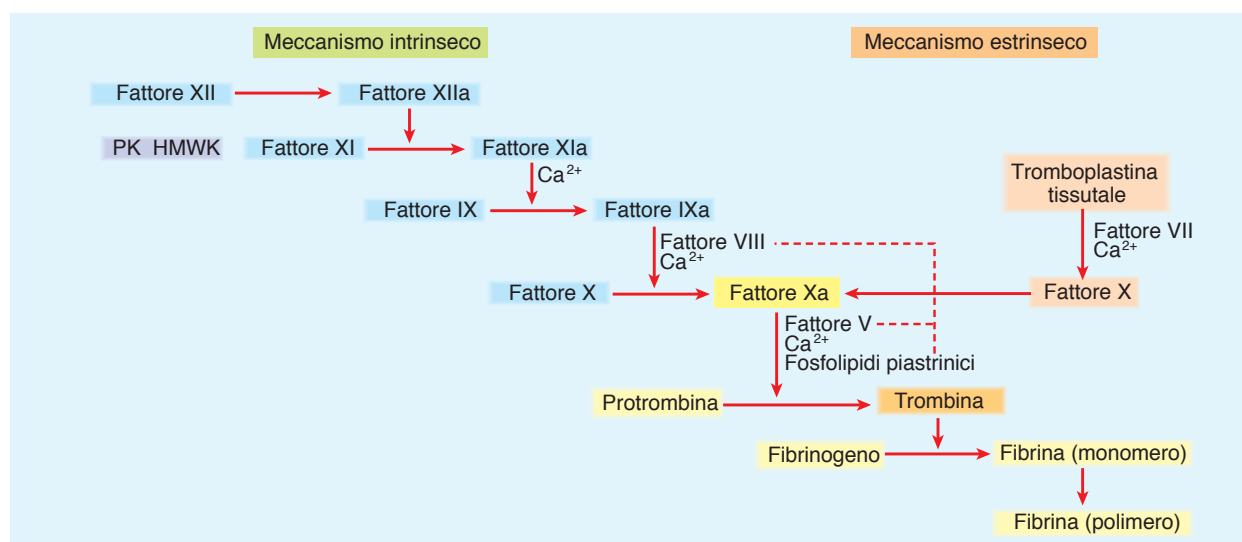 Meccanismo intrinseco
Meccanismo estrinseco
Fattore XII
Fattore XIIa
PK HMWK
Fattore XI
Fattore XIa
Ca2+
Tromboplastina
tissutale
Fattore IX
Fattore IXa
Fattore VII
Ca2+
Fattore VIII
Ca2+
Fattore X
Fattore Xa
Fattore X
Fattore V
Ca2+
Fosfolipidi piastrinici
Protrombina
Trombina
Fibrinogeno
Fibrina (monomero)
Fibrina (polimero)